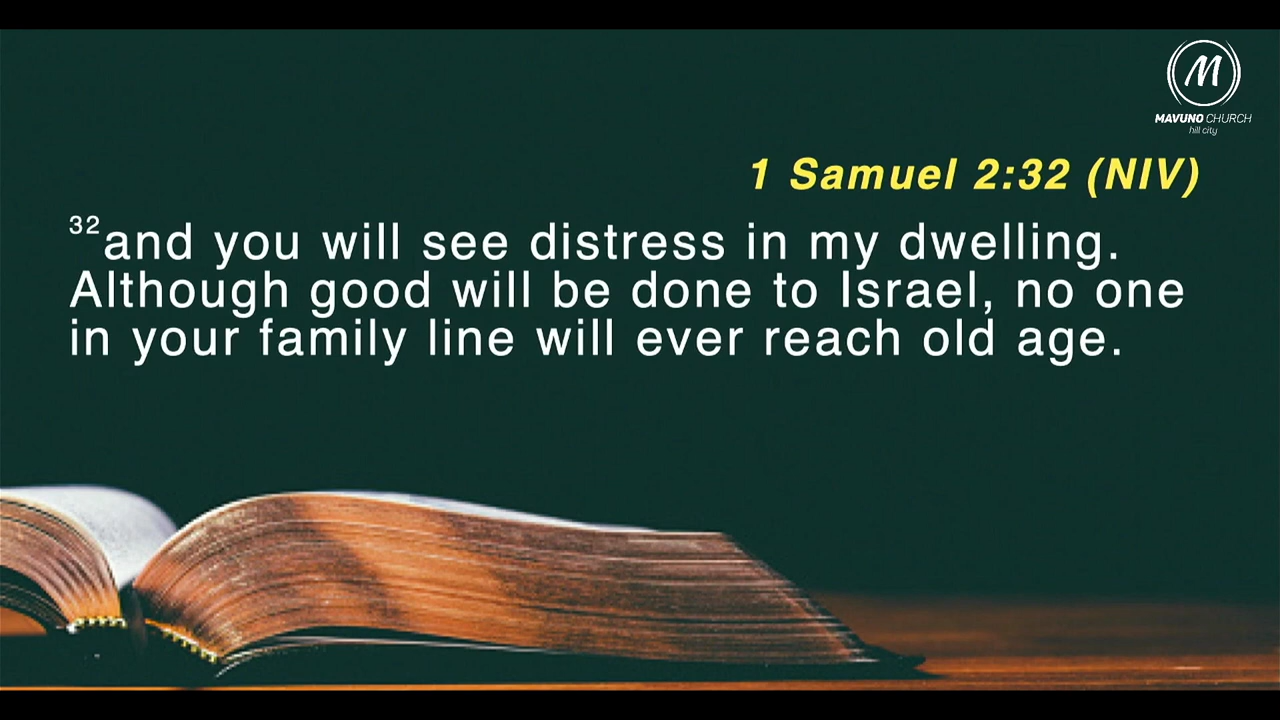 M
MAVUNO CHURCH
hill city
1 Samuel 2:32 (NIV)
32and you will see distress in my dwelling.
Although good will be done to Israel, no one
in your family line will ever reach old age.